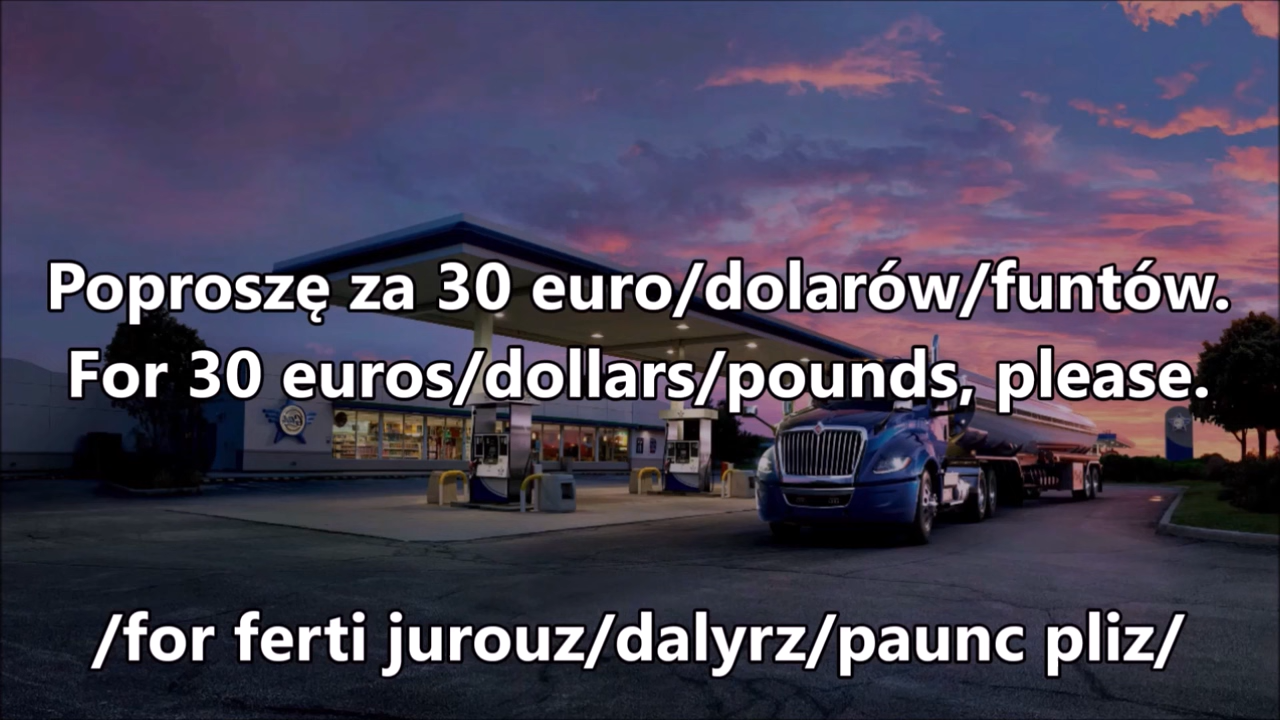 Poproszę za 30 euro/dolarów/funtów.
For 30 euros/dollars/pounds, please.
/for ferti jurouz/dalyrz/paunc pliz/